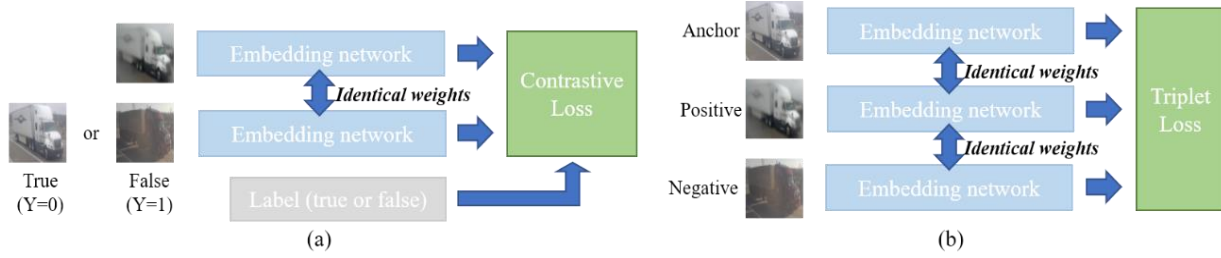 Embedding network
Identical weights
Embedding network
Contrastive
Loss
or
True
(Y=0)
False
(Y=1)
Label (true or false)
(a)
Anchor
Embedding network
Identical weights
Positive
Embedding network
Identical weights
Negative
Embedding network
Triplet
Loss
(b)